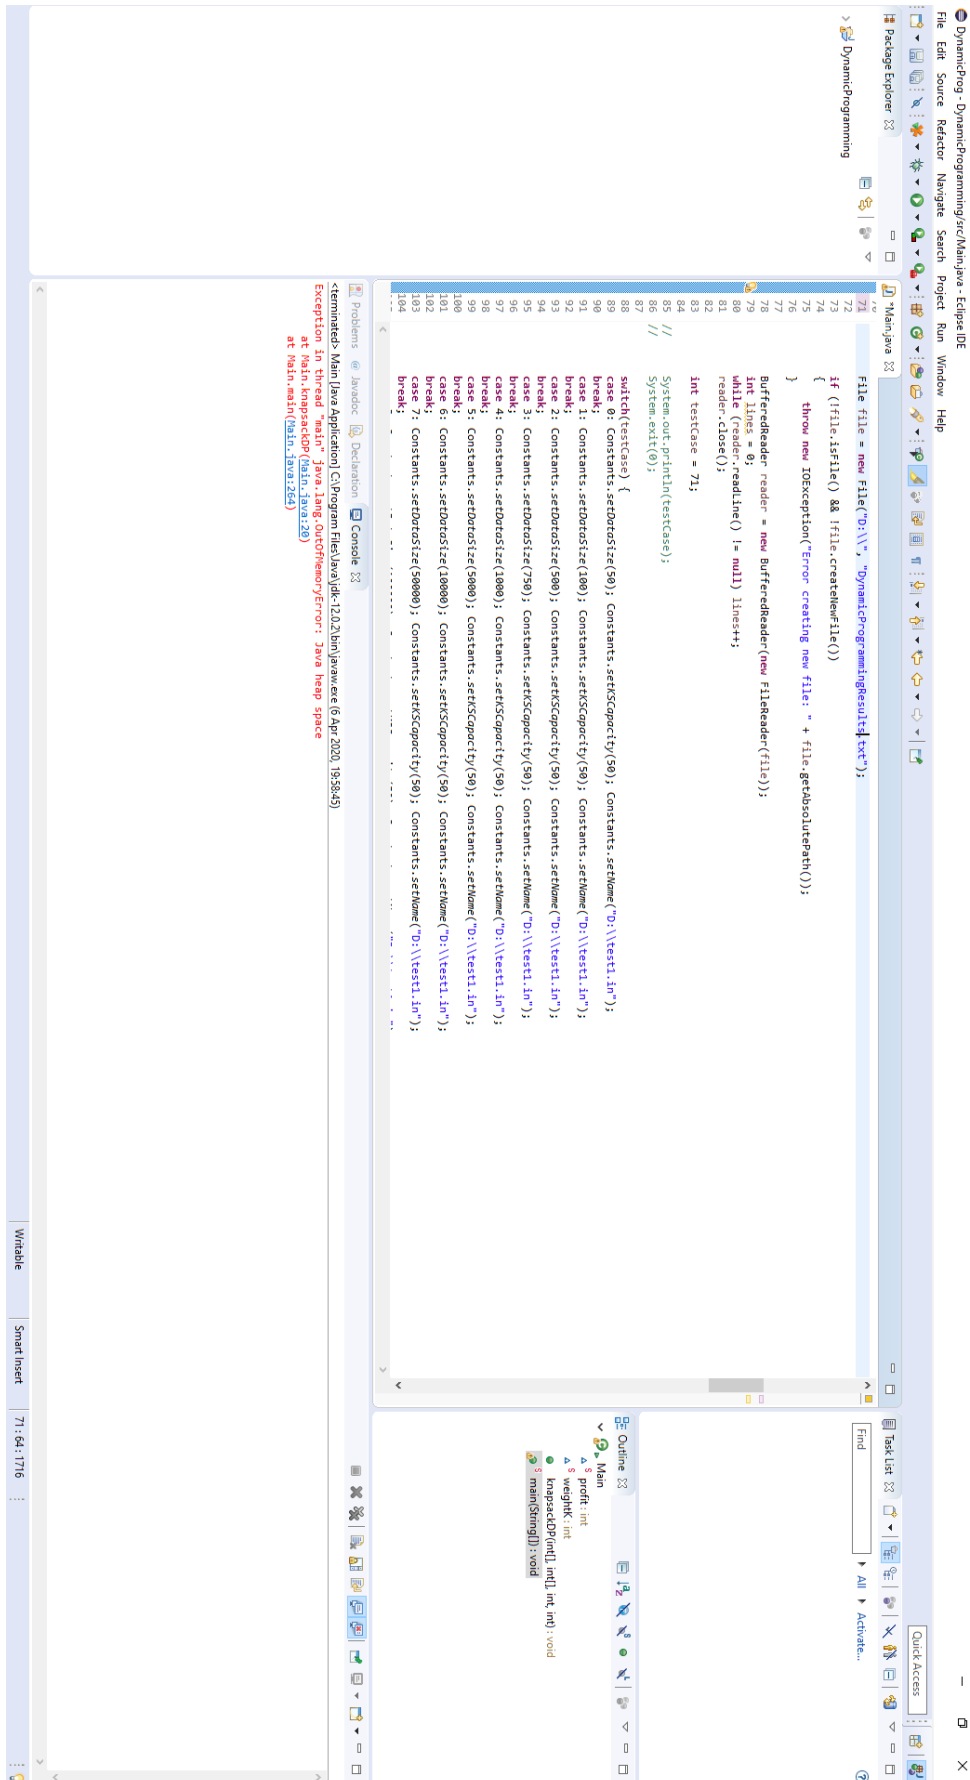 DynamicProg - DynamicProgramming/src/Main.java - Eclipse IDE
File Edit Source Refactor Navigate Search Project Run Window Help
Quick Access
Package Explorer
DynamicProgramming
*Main.java
71 File file = new File("D:\\", "DynamicProgrammingResults.txt");
72
73 if (!file.isFile() && !file.createNewFile())
74 {
75 throw new IOException("Error creating new file: " + file.getAbsolutePath());
76 }
77
78 BufferedReader reader = new BufferedReader(new FileReader(file));
79 int lines = 0;
80 while (reader.readLine() != null) lines++;
81 reader.close();
82
83 int testCase = 71;
84
85 // System.out.println(testCase);
86 // System.exit(0);
87
88 switch(testCase) {
89 case 0: Constants.setDataSize(50); Constants.setKSCapacity(50); Constants.setName("D:\\test1.in");
90 break;
91 case 1: Constants.setDataSize(100); Constants.setKSCapacity(50); Constants.setName("D:\\test1.in");
92 break;
93 case 2: Constants.setDataSize(500); Constants.setKSCapacity(50); Constants.setName("D:\\test1.in");
94 break;
95 case 3: Constants.setDataSize(750); Constants.setKSCapacity(50); Constants.setName("D:\\test1.in");
96 break;
97 case 4: Constants.setDataSize(1000); Constants.setKSCapacity(50); Constants.setName("D:\\test1.in");
98 break;
99 case 5: Constants.setDataSize(5000); Constants.setKSCapacity(50); Constants.setName("D:\\test1.in");
100 break;
101 case 6: Constants.setDataSize(10000); Constants.setKSCapacity(50); Constants.setName("D:\\test1.in");
102 break;
103 case 7: Constants.setDataSize(50000); Constants.setKSCapacity(50); Constants.setName("D:\\test1.in");
104 break;
Task List
Find
All
Activate...
Outline
Main
profit : int
weightK : int
knapsackDP(int[], int[], int, int) : void
main(String[]) : void
Problems
Javadoc
Declaration
Console
<terminated> Main [Java Application] C:\Program Files\Java\jdk-12.0.2\bin\javaw.exe (6 Apr 2020, 19:58:45)
Exception in thread "main" java.lang.OutOfMemoryError: Java heap space
at Main.knapsackDP(Main.java:20)
at Main.main(Main.java:264)
Writable
Smart Insert
71 : 64 : 1716